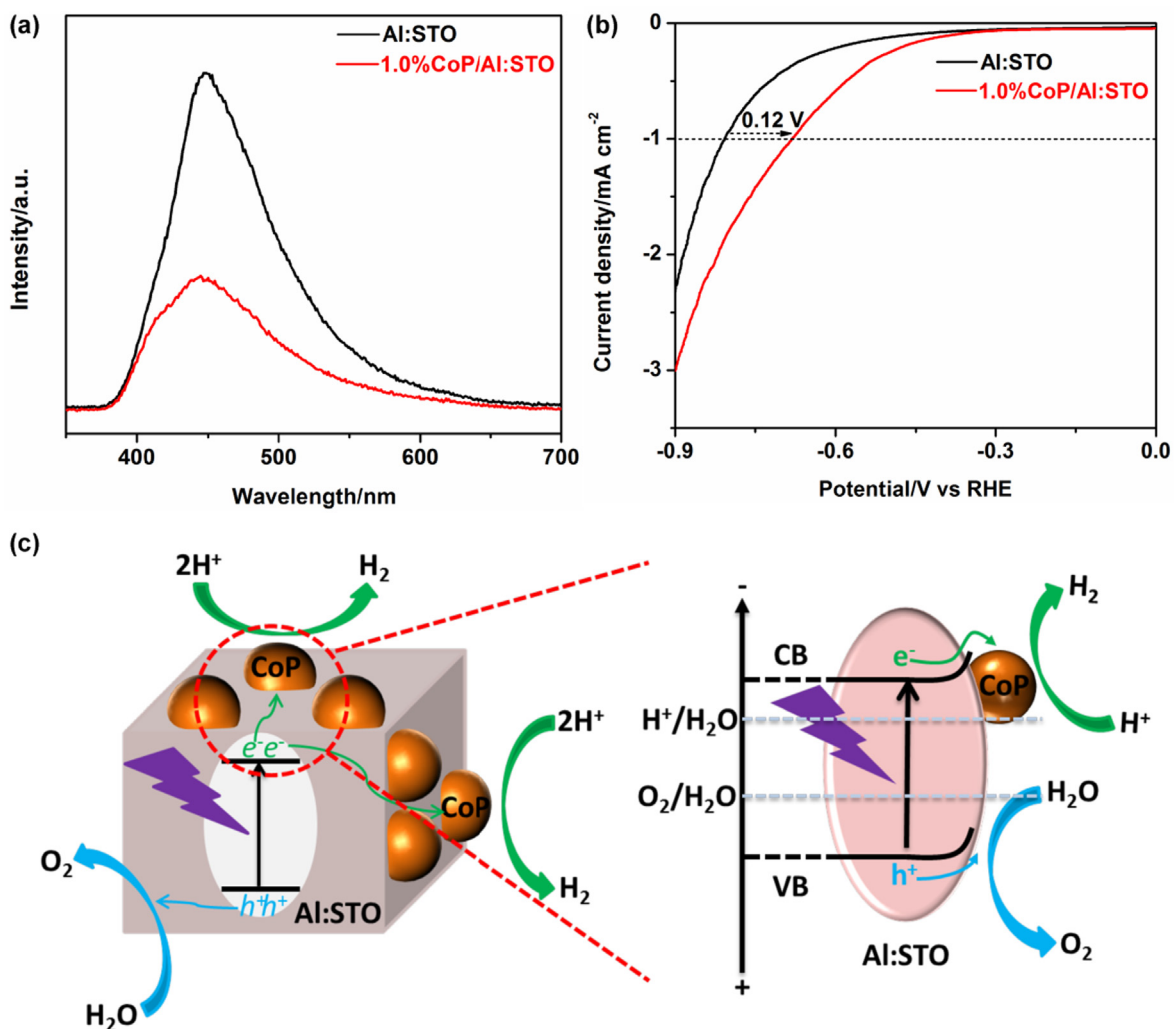 (a)
Al:STO
1.0%CoP/Al:STO
Intensity/a.u.
400 500 600 700
Wavelength/nm
(b)
0
-1
-2
-3
Al:STO
1.0%CoP/Al:STO
0.12 V
Current density/mA cm⁻²
-0.9 -0.6 -0.3 0.0
Potential/V vs RHE
(c)
2H⁺ H₂
CoP
e⁻e⁻
2H⁺
CoP
O₂
h⁺h⁺
Al:STO
H₂
H₂O
-
H₂
CB
e⁻
CoP
H⁺/H₂O
H⁺
O₂/H₂O
H₂O
VB
h⁺
Al:STO
O₂
+